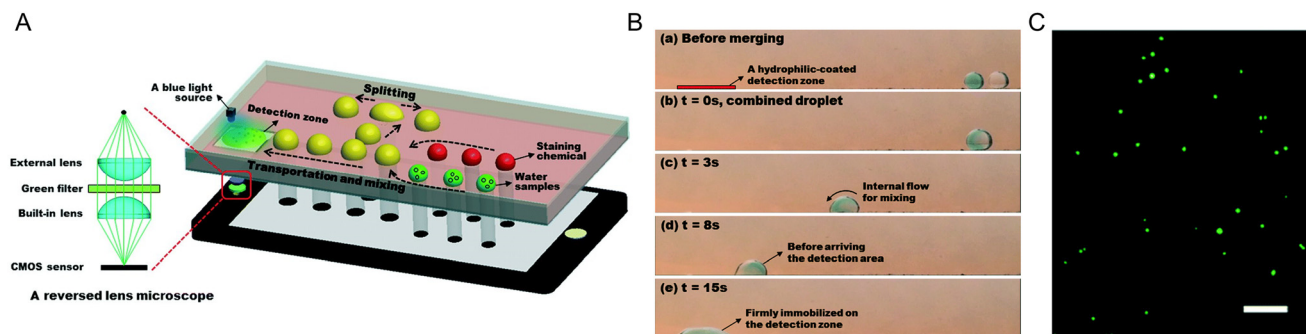 A
A blue light
source
Detection zone
Splitting
External lens
Green filter
Built-in lens
CMOS sensor
A reversed lens microscope
Transportation and mixing
Staining
chemical
Water
samples
B
(a) Before merging
A hydrophilic-coated
detection zone
(b) t = 0s, combined droplet
(c) t = 3s
Internal flow
for mixing
(d) t = 8s
Before arriving
the detection area
(e) t = 15s
Firmly immobilized on
the detection zone
C